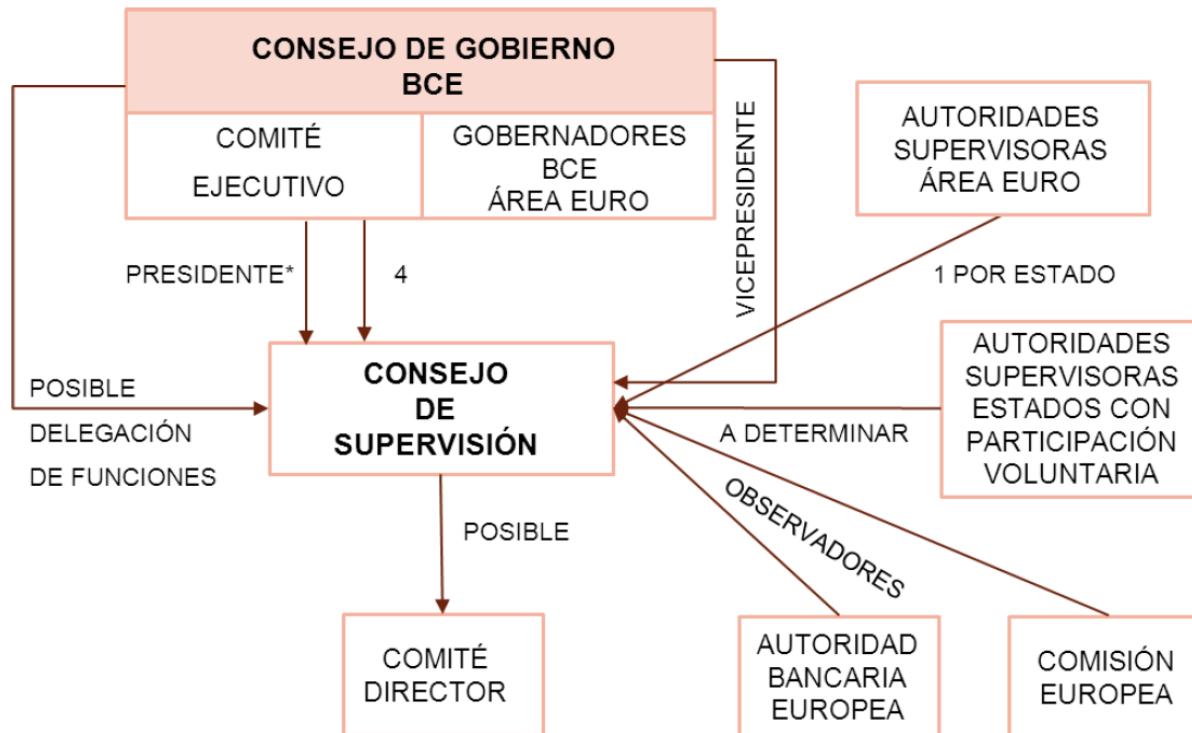 CONSEJO DE GOBIERNO
BCE
COMITÉ
EJECUTIVO
GOBERNADORES
BCE
ÁREA EURO
VICEPRESIDENTE
AUTORIDADES
SUPERVISORAS
ÁREA EURO
PRESIDENTE*
4
1 POR ESTADO
CONSEJO
DE
SUPERVISIÓN
POSIBLE
DELEGACIÓN
DE FUNCIONES
AUTORIDADES
SUPERVISORAS
ESTADOS CON
PARTICIPACIÓN
VOLUNTARIA
A DETERMINAR
OBSERVADORES
POSIBLE
COMITÉ
DIRECTOR
AUTORIDAD
BANCARIA
EUROPEA
COMISIÓN
EUROPEA